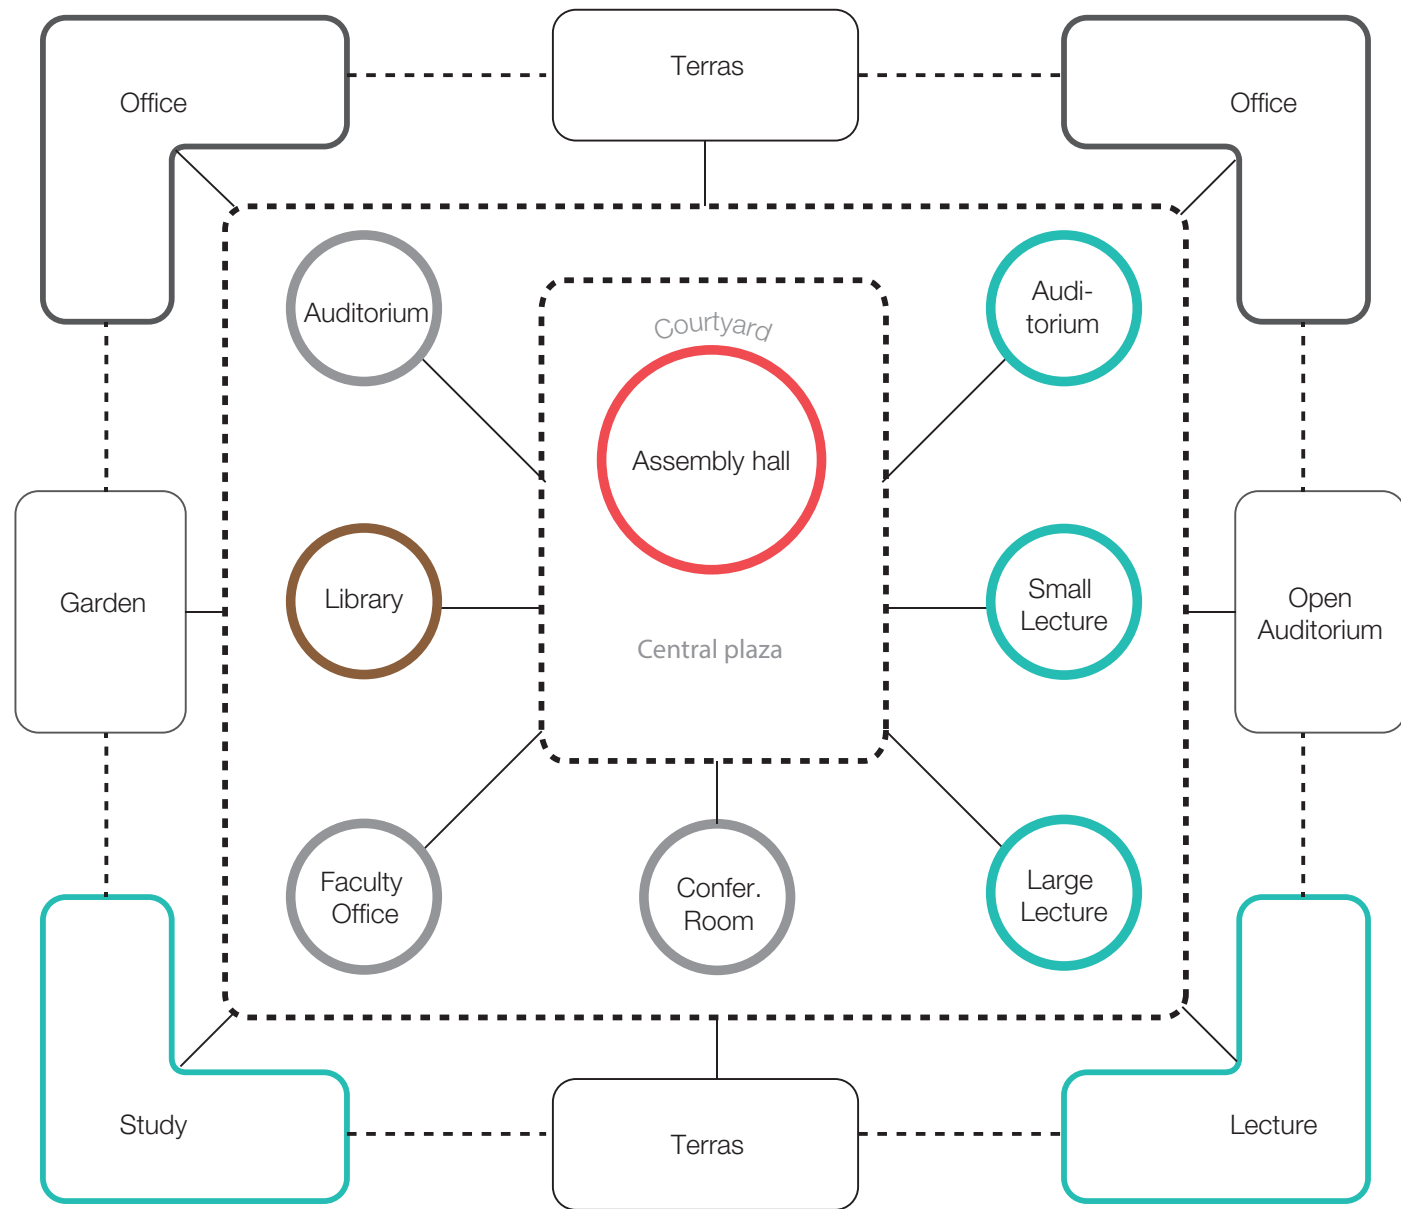 Terras
Office
Office
Auditorium
Courtyard
Audi-
torium
Assembly hall
Library
Small
Lecture
Garden
Open
Auditorium
Central plaza
Faculty
Office
Confer.
Room
Large
Lecture
Study
Terras
Lecture